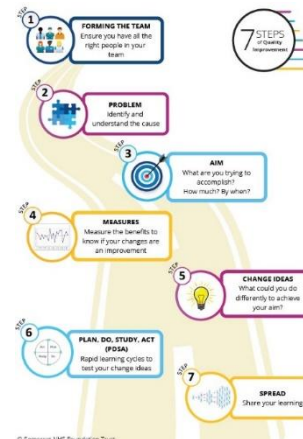 STEP
1
FORMING THE TEAM
Ensure you have all the
right people in your
team
7 STEPS
of Quality
Improvement
STEP
2
PROBLEM
Identify and
understand the cause
STEP
3
AIM
What are you trying to
accomplish?
How much? By when?
STEP
4
MEASURES
Measure the benefits to
know if your changes are
an improvement
STEP
5
CHANGE IDEAS
What could you do
differently to achieve
your aim?
STEP
6
PLAN, DO, STUDY, ACT
(PDSA)
Rapid learning cycles to
test your change ideas
STEP
7
SPREAD
Share your learning